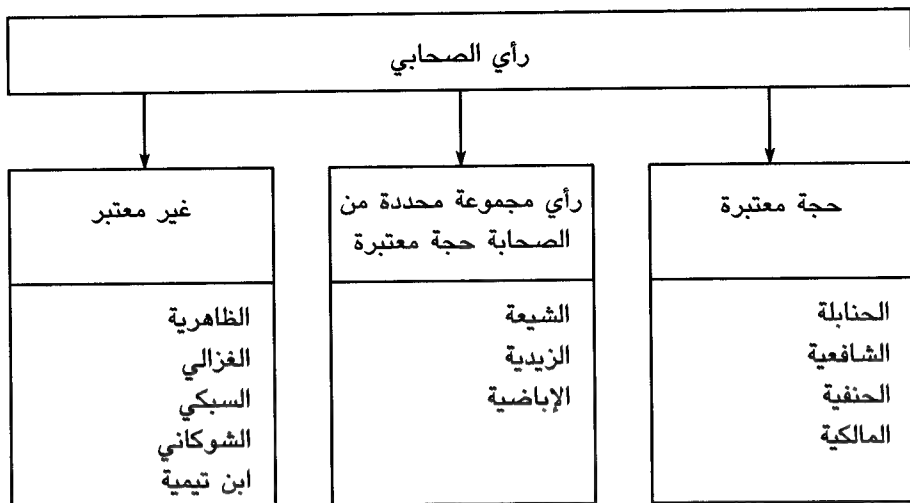 رأي الصحابي
حجة معتبرة
الحنابلة
الشافعية
الحنفية
المالكية
رأي مجموعة محددة من
الصحابة حجة معتبرة
الشيعة
الزيدية
الإباضية
غير معتبر
الظاهرية
الغزالي
السبكي
الشوكاني
ابن تيمية